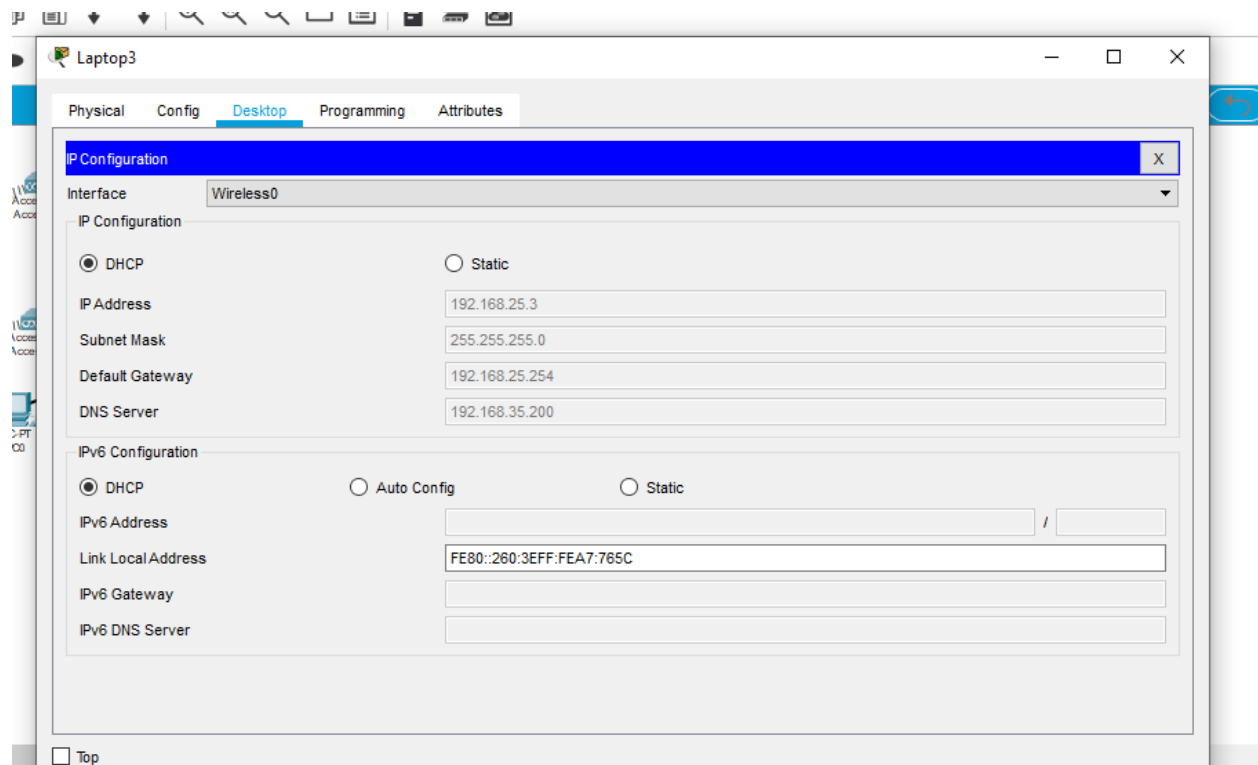 Laptop3
Physical Config Desktop Programming Attributes
IP Configuration X
Interface Wireless0
IP Configuration
DHCP Static
IP Address 192.168.25.3
Subnet Mask 255.255.255.0
Default Gateway 192.168.25.254
DNS Server 192.168.35.200
IPv6 Configuration
DHCP Auto Config Static
IPv6 Address /
Link Local Address FE80::260:3EFF:FEA7:765C
IPv6 Gateway
IPv6 DNS Server
Top